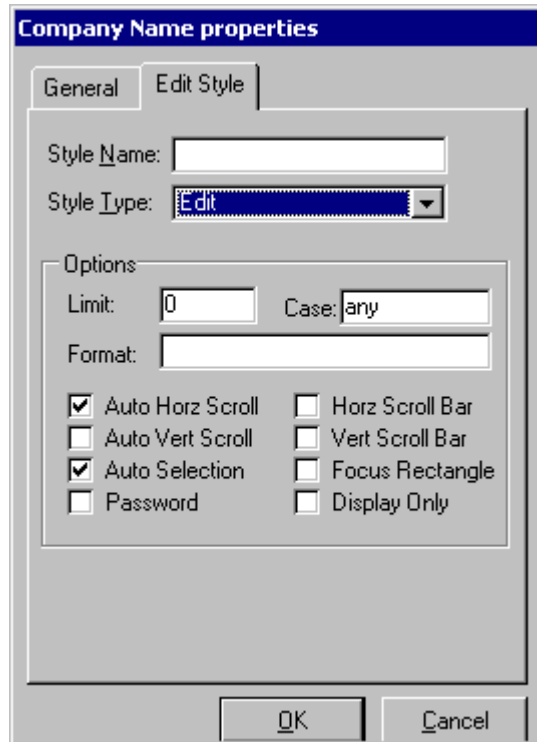 Company Name properties
General Edit Style
Style Name:
Style Type: Edit
Options
Limit: 0 Case: any
Format:
Auto Horz Scroll Horz Scroll Bar
Auto Vert Scroll Vert Scroll Bar
Auto Selection Focus Rectangle
Password Display Only
OK Cancel